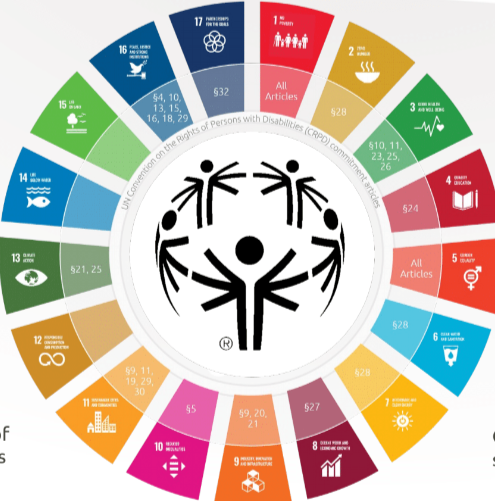 1 NO POVERTY
All
Articles
2 ZERO HUNGER
§28
3 GOOD HEALTH AND WELL-BEING
§10, 11,
23, 25,
26
4 QUALITY EDUCATION
§24
5 GENDER EQUALITY
All
Articles
6 CLEAN WATER AND SANITATION
§28
7
§28
8 DECENT WORK AND ECONOMIC GROWTH
§27
9 INDUSTRY, INNOVATION AND INFRASTRUCTURE
§9, 20,
21
10 REDUCED INEQUALITIES
§5
11 SUSTAINABLE CITIES AND COMMUNITIES
§9, 11,
19, 29,
30
12 RESPONSIBLE CONSUMPTION AND PRODUCTION
13 CLIMATE ACTION
§21, 25
14 LIFE BELOW WATER
15 LIFE ON LAND
16 PEACE, JUSTICE AND STRONG INSTITUTIONS
§4, 10,
13, 15,
16, 18, 29
17 PARTNERSHIPS FOR THE GOALS
§32
UN Convention on the Rights of Persons with Disabilities (CRPD) commitment articles
®